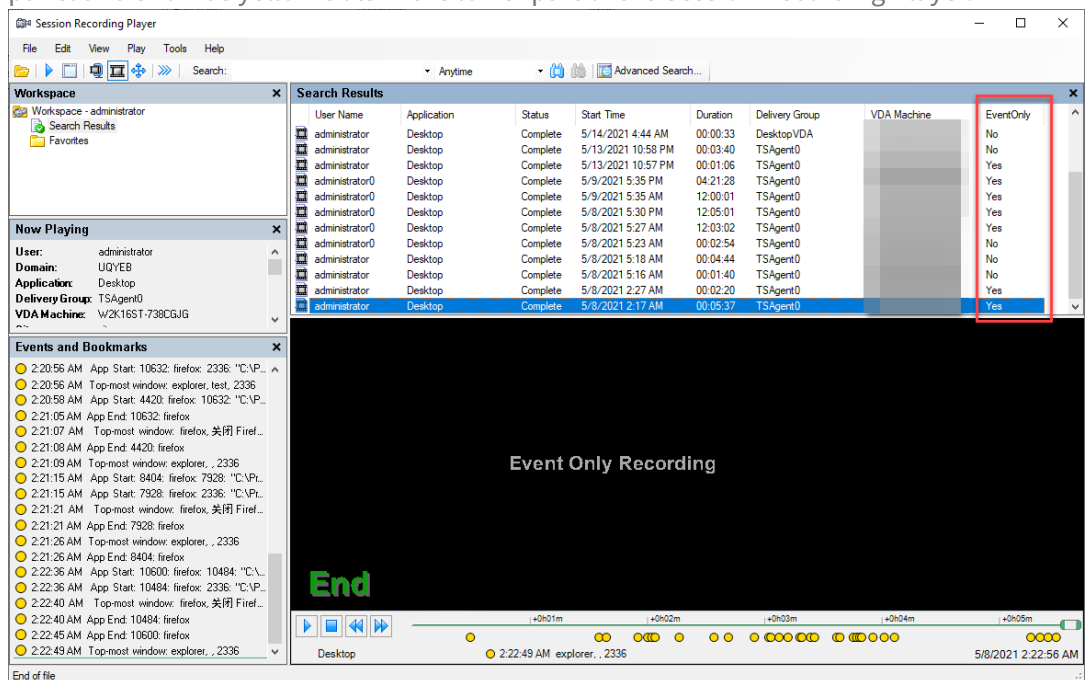 Session Recording Player
File Edit View Play Tools Help
Search: Anytime Advanced Search...
Workspace
Workspace - administrator
Search Results
Favorites
Search Results
User Name Application Status Start Time Duration Delivery Group VDA Machine EventOnly
administrator Desktop Complete 5/14/2021 4:44 AM 00:00:33 DesktopVDA No
administrator Desktop Complete 5/13/2021 10:58 PM 00:03:40 TSAgent0 No
administrator Desktop Complete 5/13/2021 10:57 PM 00:01:06 TSAgent0 Yes
administrator0 Desktop Complete 5/9/2021 5:35 PM 04:21:28 TSAgent0 Yes
administrator0 Desktop Complete 5/9/2021 5:35 AM 12:00:01 TSAgent0 Yes
administrator0 Desktop Complete 5/8/2021 5:30 PM 12:05:01 TSAgent0 Yes
administrator0 Desktop Complete 5/8/2021 5:27 AM 12:03:02 TSAgent0 Yes
administrator0 Desktop Complete 5/8/2021 5:23 AM 00:02:54 TSAgent0 No
administrator Desktop Complete 5/8/2021 5:18 AM 00:04:44 TSAgent0 No
administrator Desktop Complete 5/8/2021 5:16 AM 00:01:40 TSAgent0 No
administrator Desktop Complete 5/8/2021 2:27 AM 00:02:20 TSAgent0 Yes
administrator Desktop Complete 5/8/2021 2:17 AM 00:05:37 TSAgent0 Yes
Now Playing
User: administrator
Domain: UQYEB
Application: Desktop
Delivery Group: TSAgent0
VDA Machine: W2K16ST-738CGJG
Events and Bookmarks
2:20:56 AM App Start: 10632: firefox: 2336: "C:\P...
2:20:56 AM Top-most window: explorer, test, 2336
2:20:58 AM App Start: 4420: firefox: 10632: "C:\P...
2:21:05 AM App End: 10632: firefox
2:21:07 AM Top-most window: firefox, 关闭 Firef...
2:21:08 AM App End: 4420: firefox
2:21:09 AM Top-most window: explorer, , 2336
2:21:15 AM App Start: 8404: firefox: 7928: "C:\Pr...
2:21:15 AM App Start: 7928: firefox: 2336: "C:\Pr...
2:21:21 AM Top-most window: firefox, 关闭 Firef...
2:21:21 AM App End: 7928: firefox
2:21:26 AM Top-most window: explorer, , 2336
2:21:26 AM App End: 8404: firefox
2:22:36 AM App Start: 10600: firefox: 10484: "C:\...
2:22:36 AM App Start: 10484: firefox: 2336: "C:\P...
2:22:40 AM Top-most window: firefox, 关闭 Firef...
2:22:40 AM App End: 10484: firefox
2:22:45 AM App End: 10600: firefox
2:22:49 AM Top-most window: explorer, , 2336
Event Only Recording
End
+0h01m +0h02m +0h03m +0h04m +0h05m
Desktop 2:22:49 AM explorer, , 2336 5/8/2021 2:22:56 AM
End of file